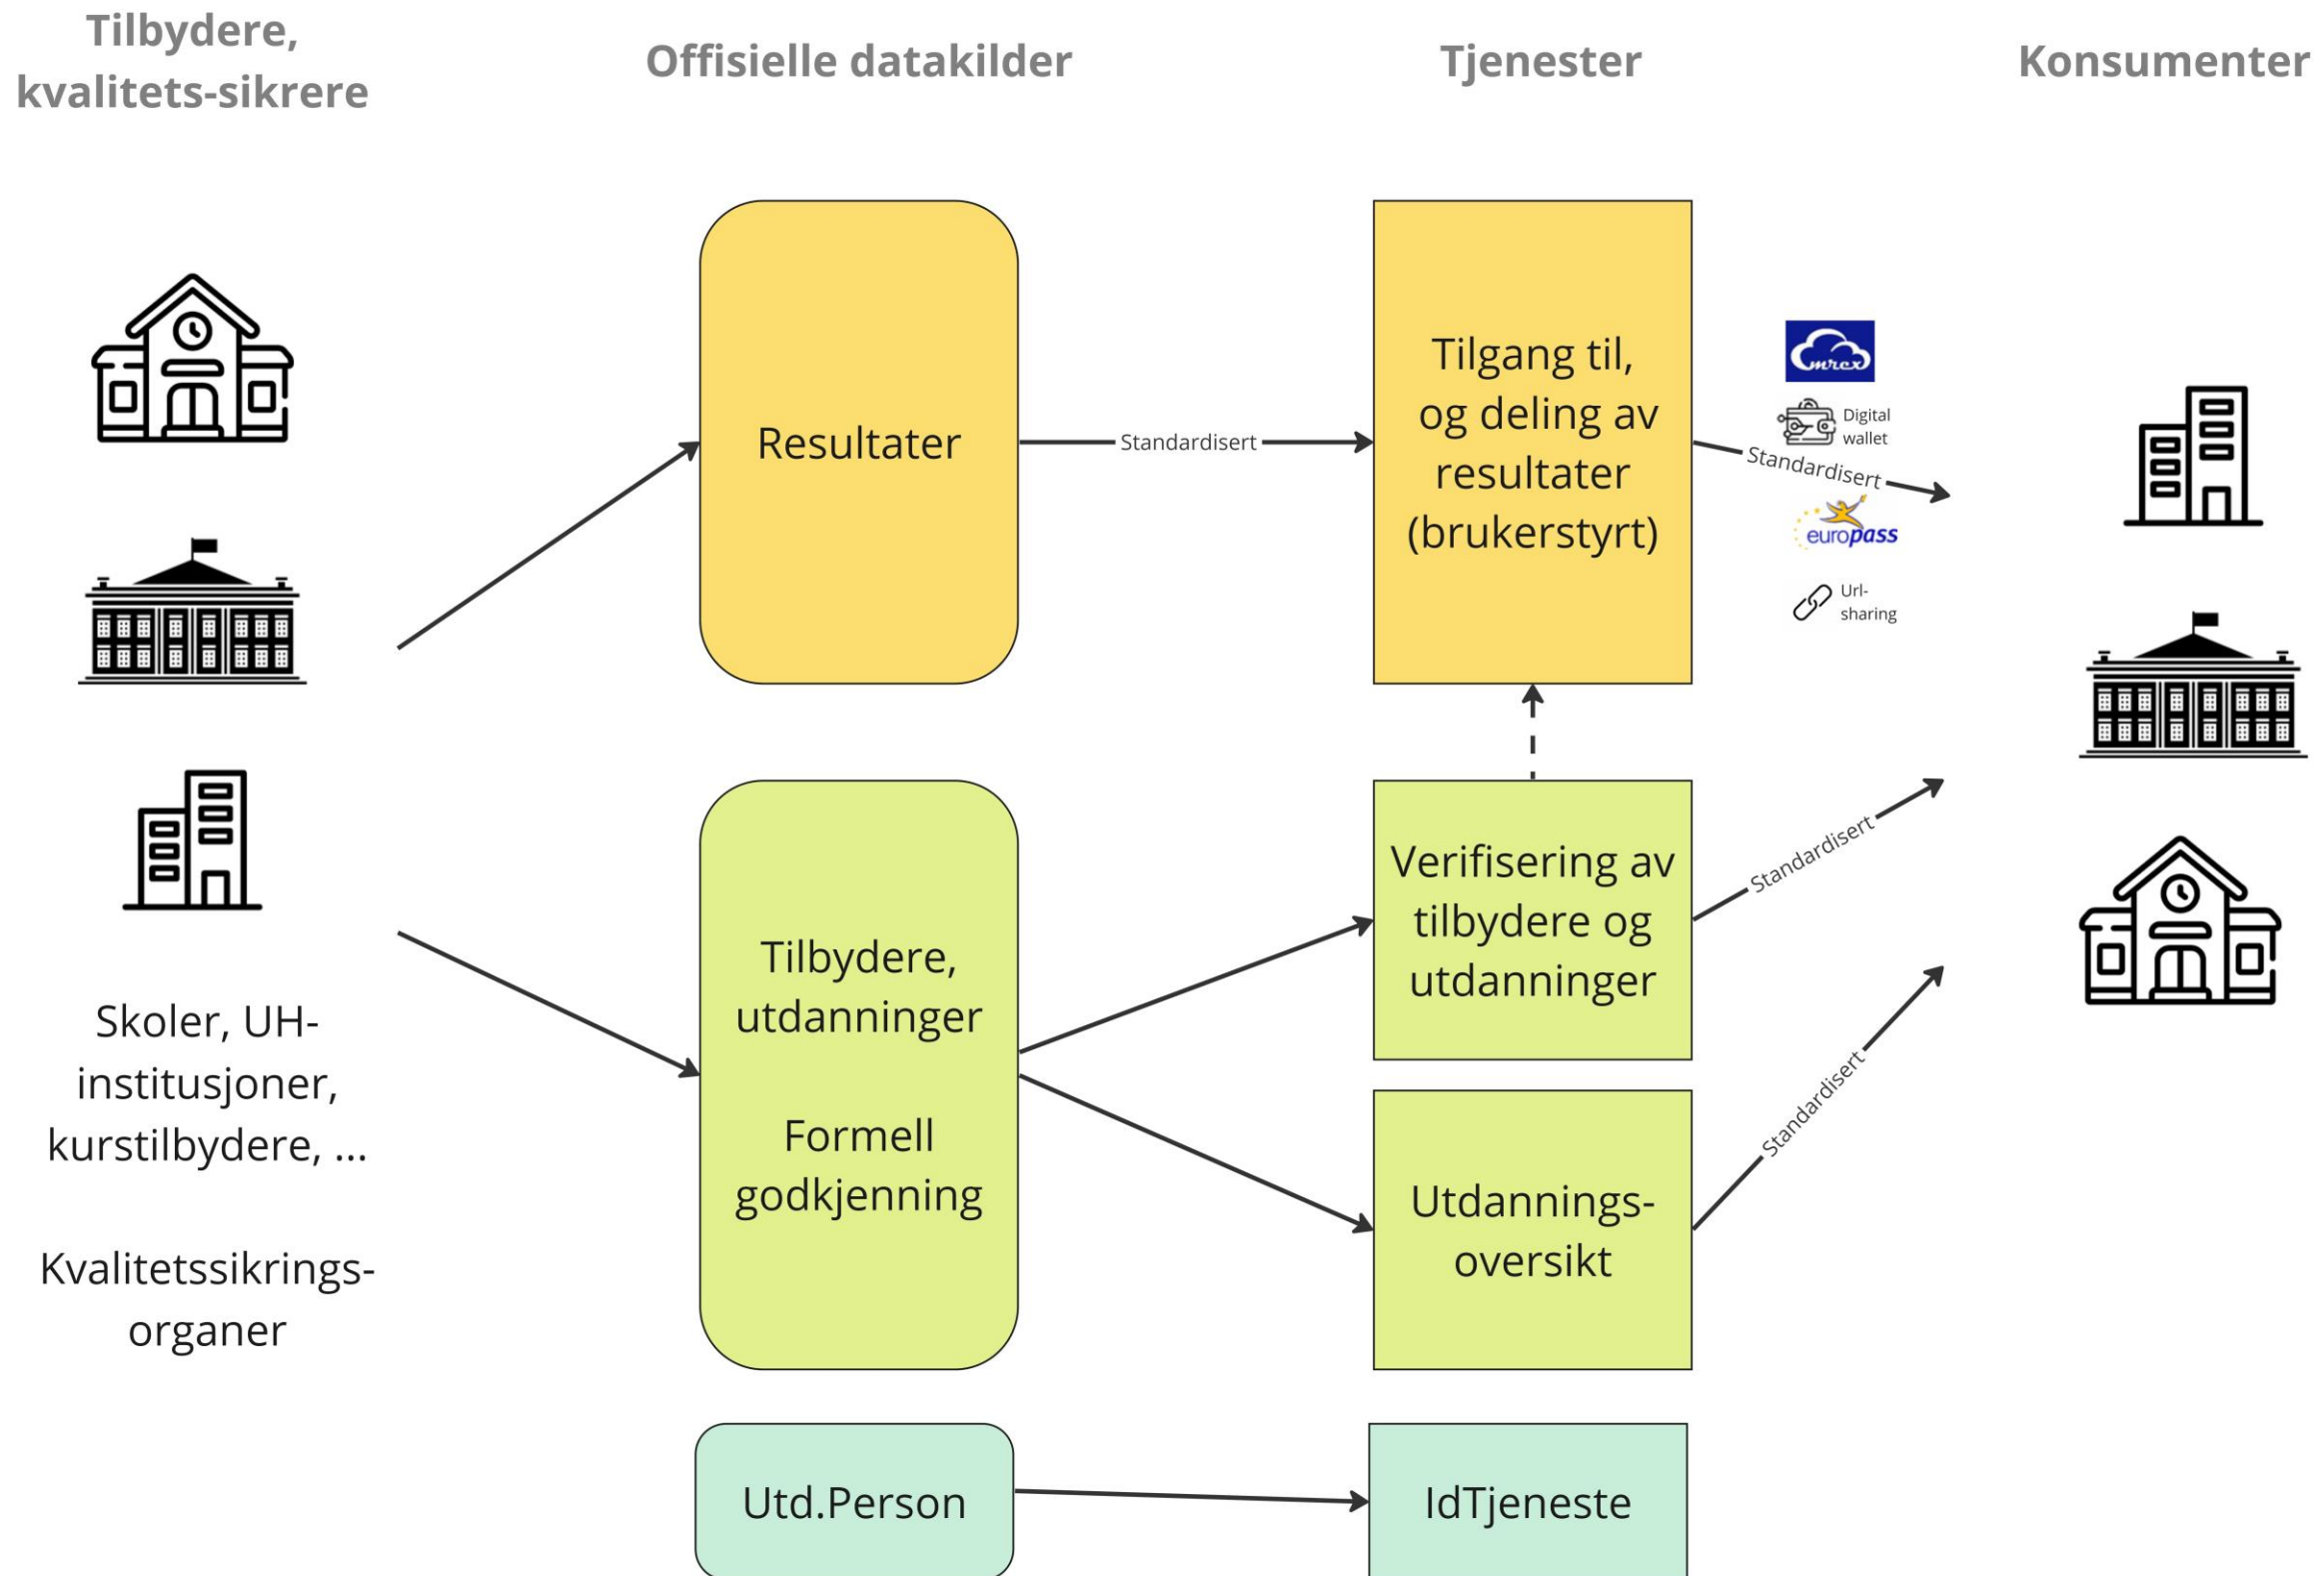 Tilbydere,
kvalitets-sikrere
Offisielle datakilder
Tjenester
Konsumenter
Resultater
Standardisert
Tilgang til,
og deling av
resultater
(brukerstyrt)
mrex
Digital
wallet
Standardisert
europass
Url-
sharing
Skoler, UH-
institusjoner,
kurstilbydere, ...
Kvalitetssikrings-
organer
Tilbydere,
utdanninger
Formell
godkjenning
Verifisering av
tilbydere og
utdanninger
Standardisert
Utdannings-
oversikt
Standardisert
Utd.Person
IdTjeneste